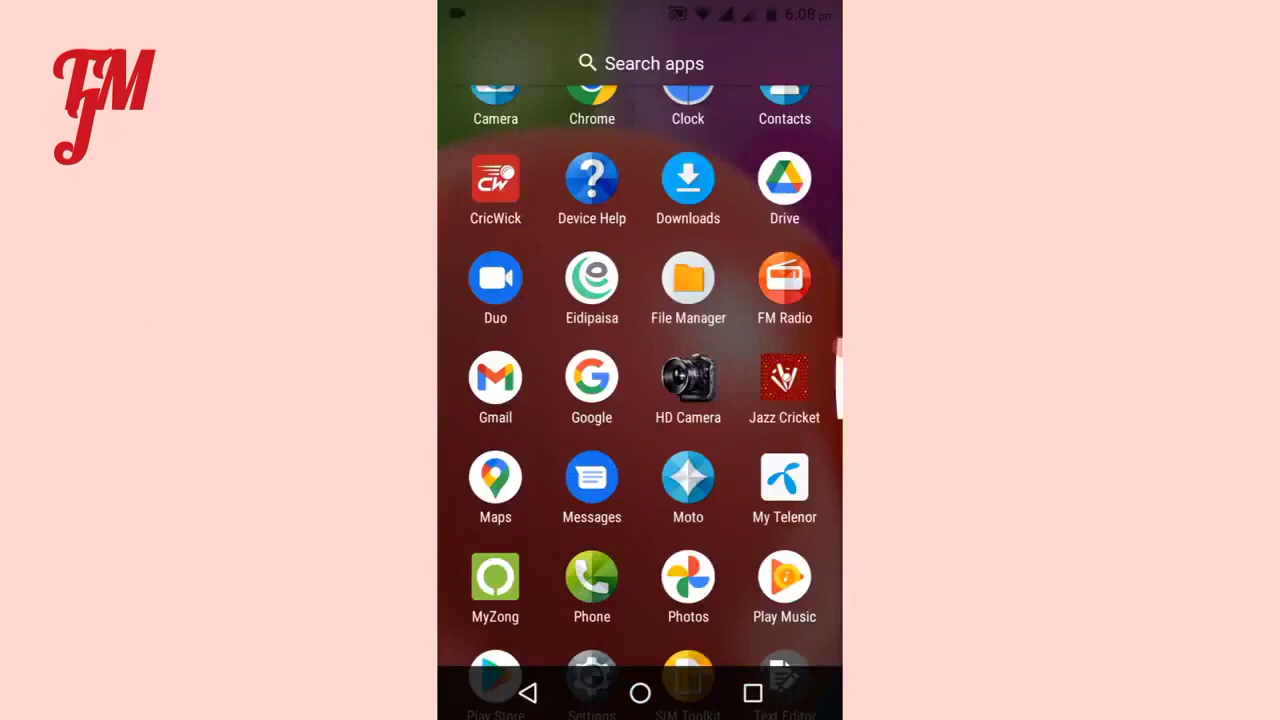 6:08 pm
TMJ
Search apps
Camera Chrome Clock Contacts
CW
CricWick Device Help Downloads Drive
Duo Eidipaisa File Manager FM Radio
Gmail Google HD Camera Jazz Cricket
Maps Messages Moto My Telenor
MyZong Phone Photos Play Music
Play Store Settings SIM Toolkit Text Editor